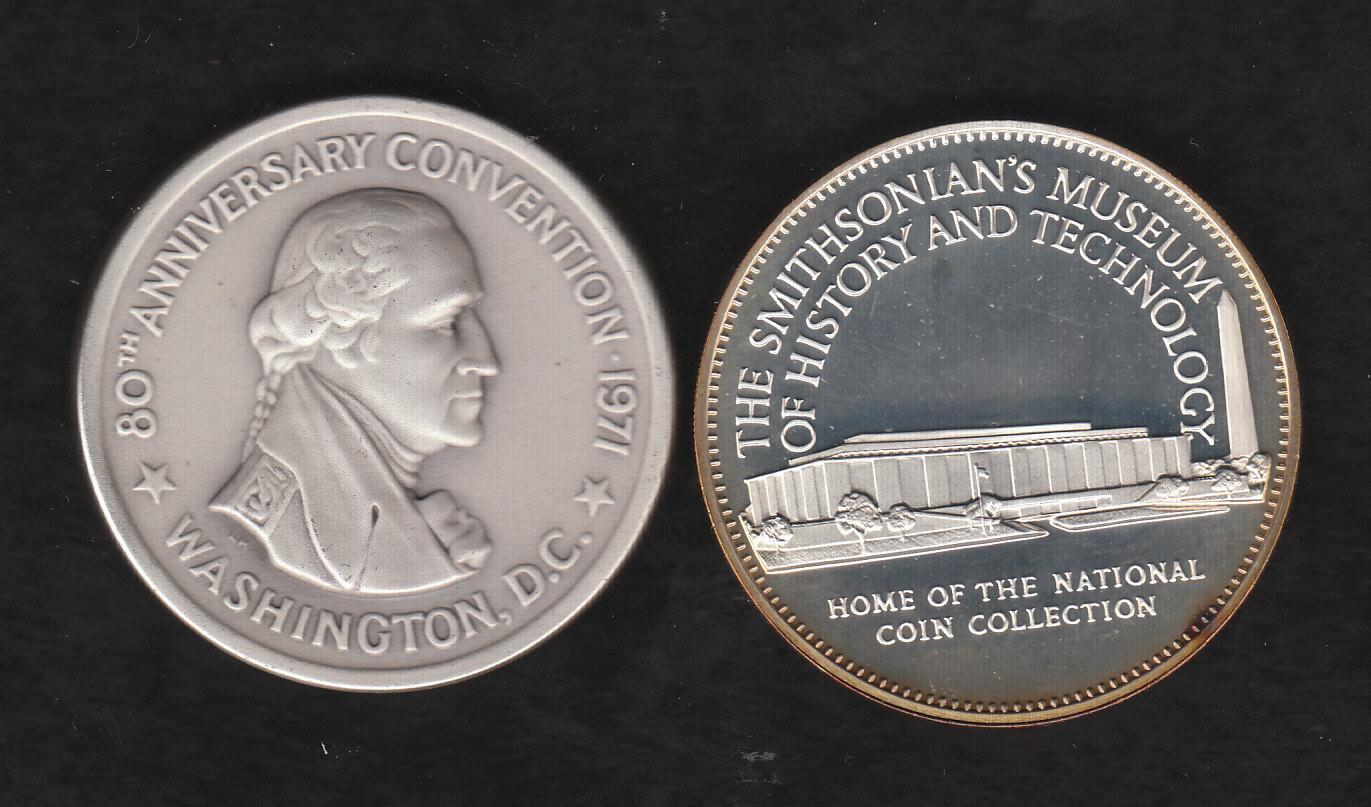 80TH ANNIVERSARY CONVENTION · 1971
WASHINGTON, D.C.
THE SMITHSONIAN'S MUSEUM
OF HISTORY AND TECHNOLOGY
HOME OF THE NATIONAL
COIN COLLECTION